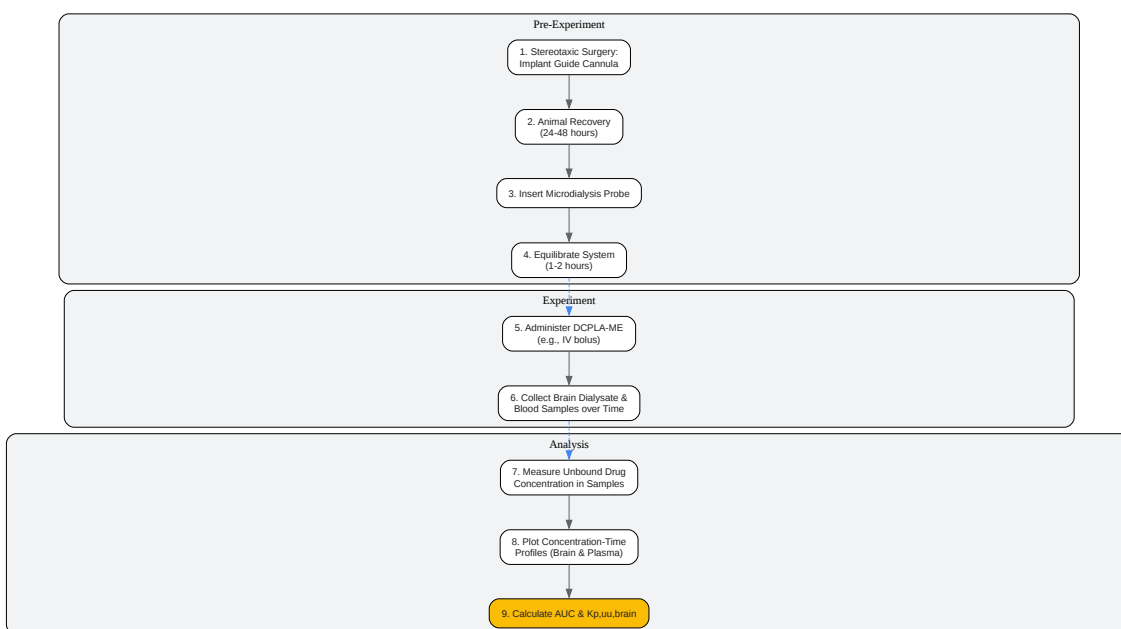 Pre-Experiment
1. Stereotaxic Surgery:
Implant Guide Cannula
2. Animal Recovery
(24-48 hours)
3. Insert Microdialysis Probe
4. Equilibrate System
(1-2 hours)
Experiment
5. Administer DCPLA-ME
(e.g., IV bolus)
6. Collect Brain Dialysate &
Blood Samples over Time
Analysis
7. Measure Unbound Drug
Concentration in Samples
8. Plot Concentration-Time
Profiles (Brain & Plasma)
9. Calculate AUC & Kp,uu,brain